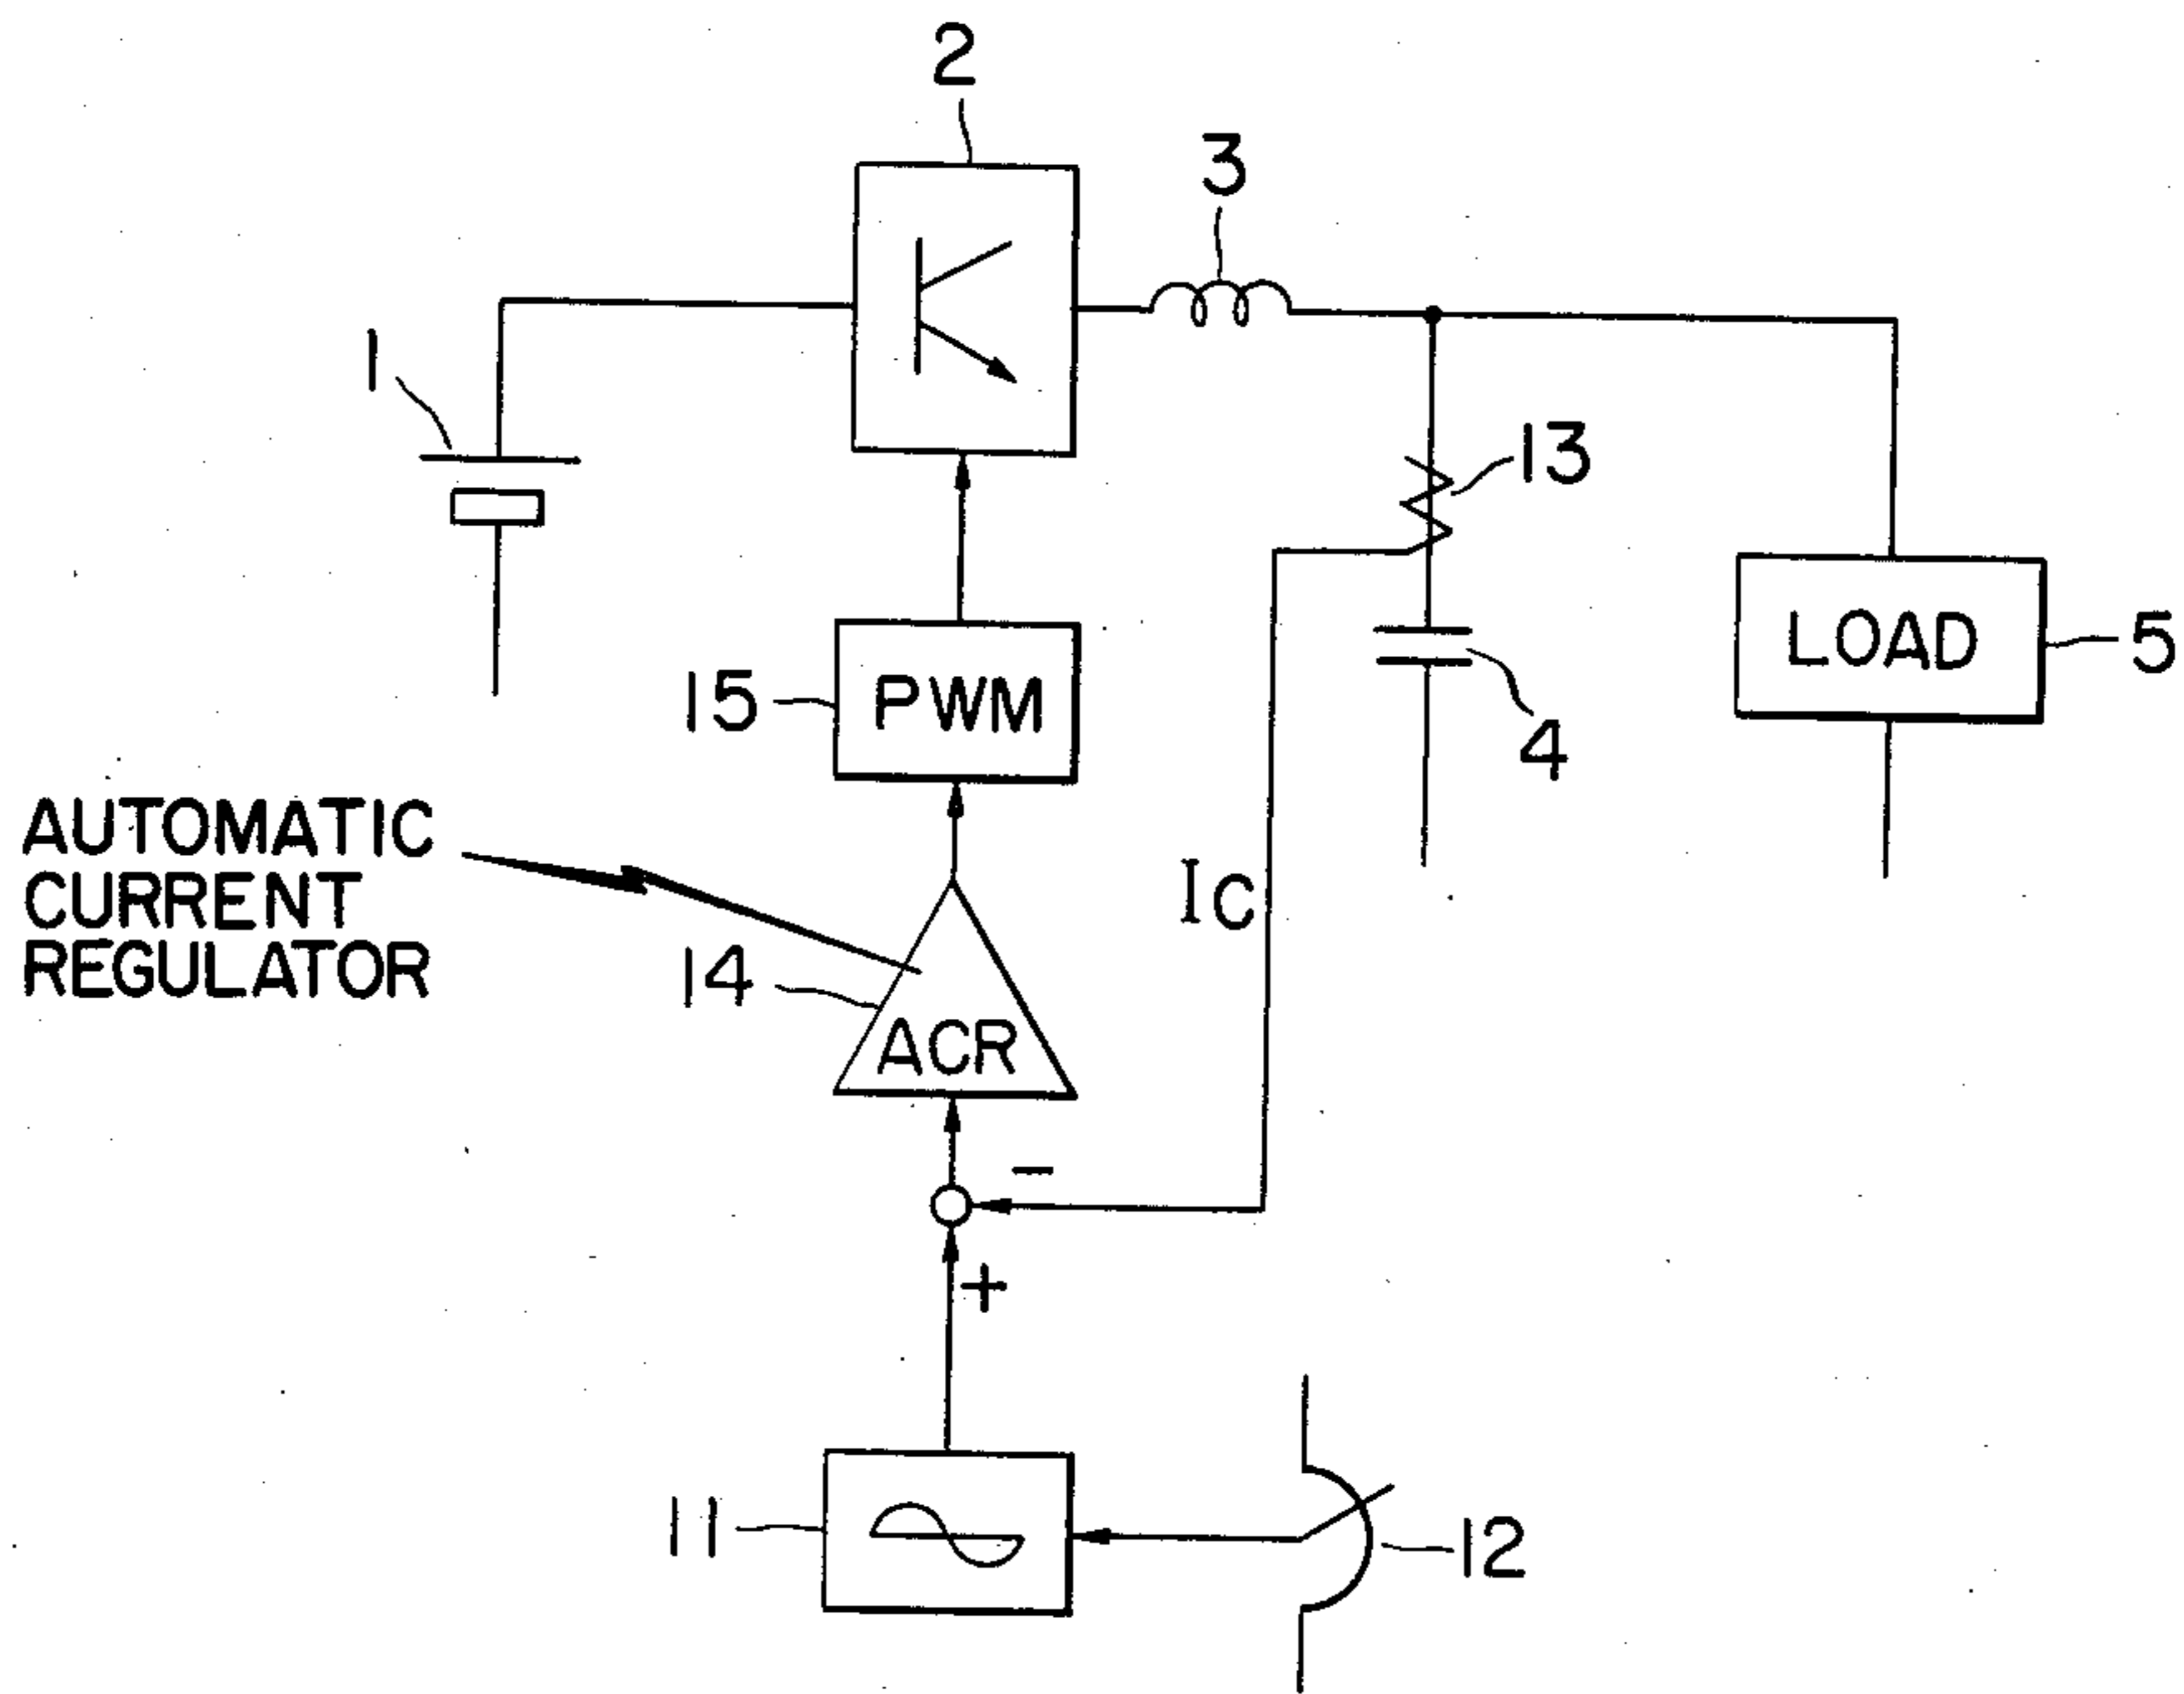 2
3
1
13
LOAD
5
15
PWM
4
AUTOMATIC
CURRENT
REGULATOR
IC
14
ACR
−
+
11
12